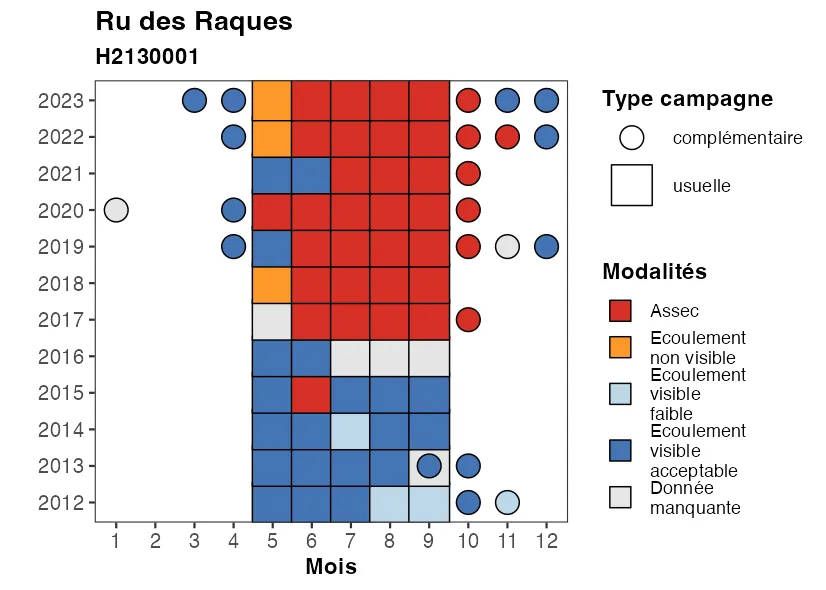 Ru des Raques
H2130001
2023
2022
2021
2020
2019
2018
2017
2016
2015
2014
2013
2012
1 2 3 4 5 6 7 8 9 10 11 12
Mois
Type campagne
complémentaire
usuelle
Modalités
Assec
Ecoulement
non visible
Ecoulement
visible
faible
Ecoulement
visible
acceptable
Donnée
manquante